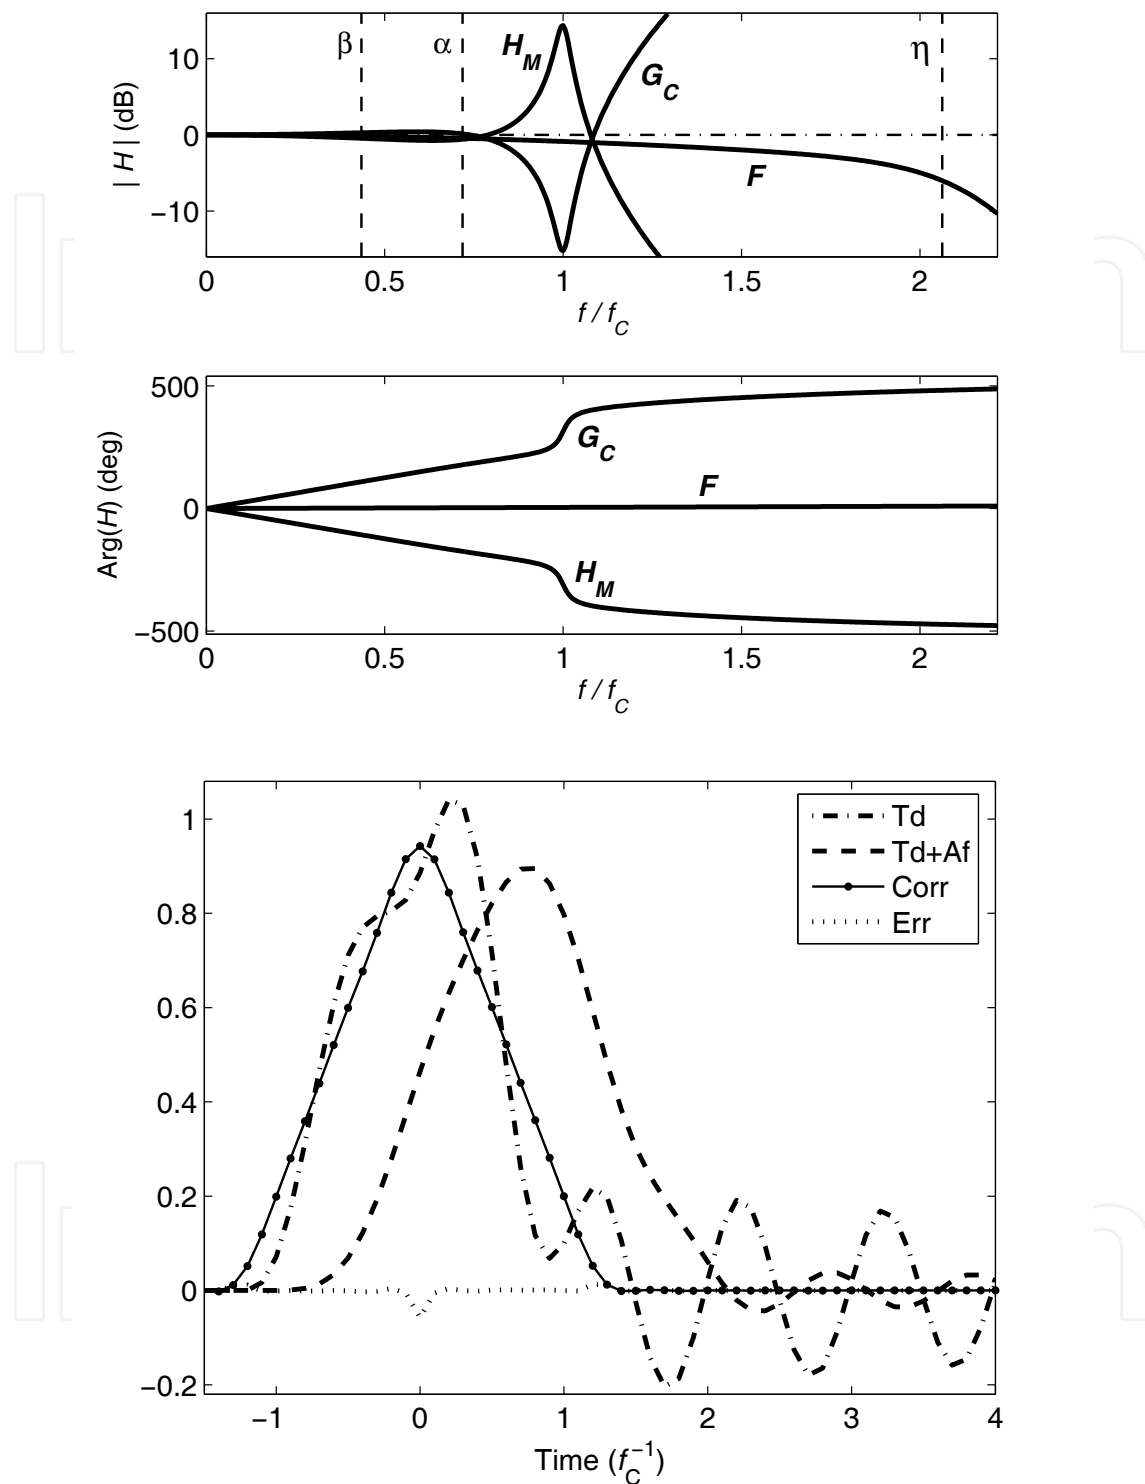 β
α
H_M
G_C
η
F
| H | (dB)
10
0
−10
0
0.5
1
1.5
2
f / f_C
Arg(H) (deg)
500
0
−500
G_C
F
H_M
0
0.5
1
1.5
2
f / f_C
1
0.8
0.6
0.4
0.2
0
−0.2
Td
Td+Af
Corr
Err
−1
0
1
2
3
4
Time (f_C^{-1})